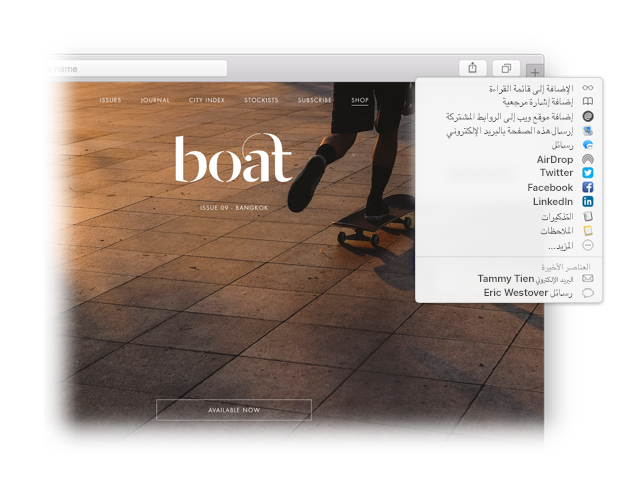 name
ISSUES JOURNAL CITY INDEX STOCKISTS SUBSCRIBE SHOP
boat
ISSUE 09 - BANGKOK
AVAILABLE NOW
الإضافة إلى قائمة القراءة
إضافة إشارة مرجعية
إضافة موقع ويب إلى الروابط المشتركة
إرسال هذه الصفحة بالبريد الإلكتروني
رسائل
AirDrop
Twitter
Facebook
LinkedIn
التذكيرات
الملاحظات
المزيد...
العناصر الأخيرة
البريد الإلكتروني Tammy Tien
رسائل Eric Westover